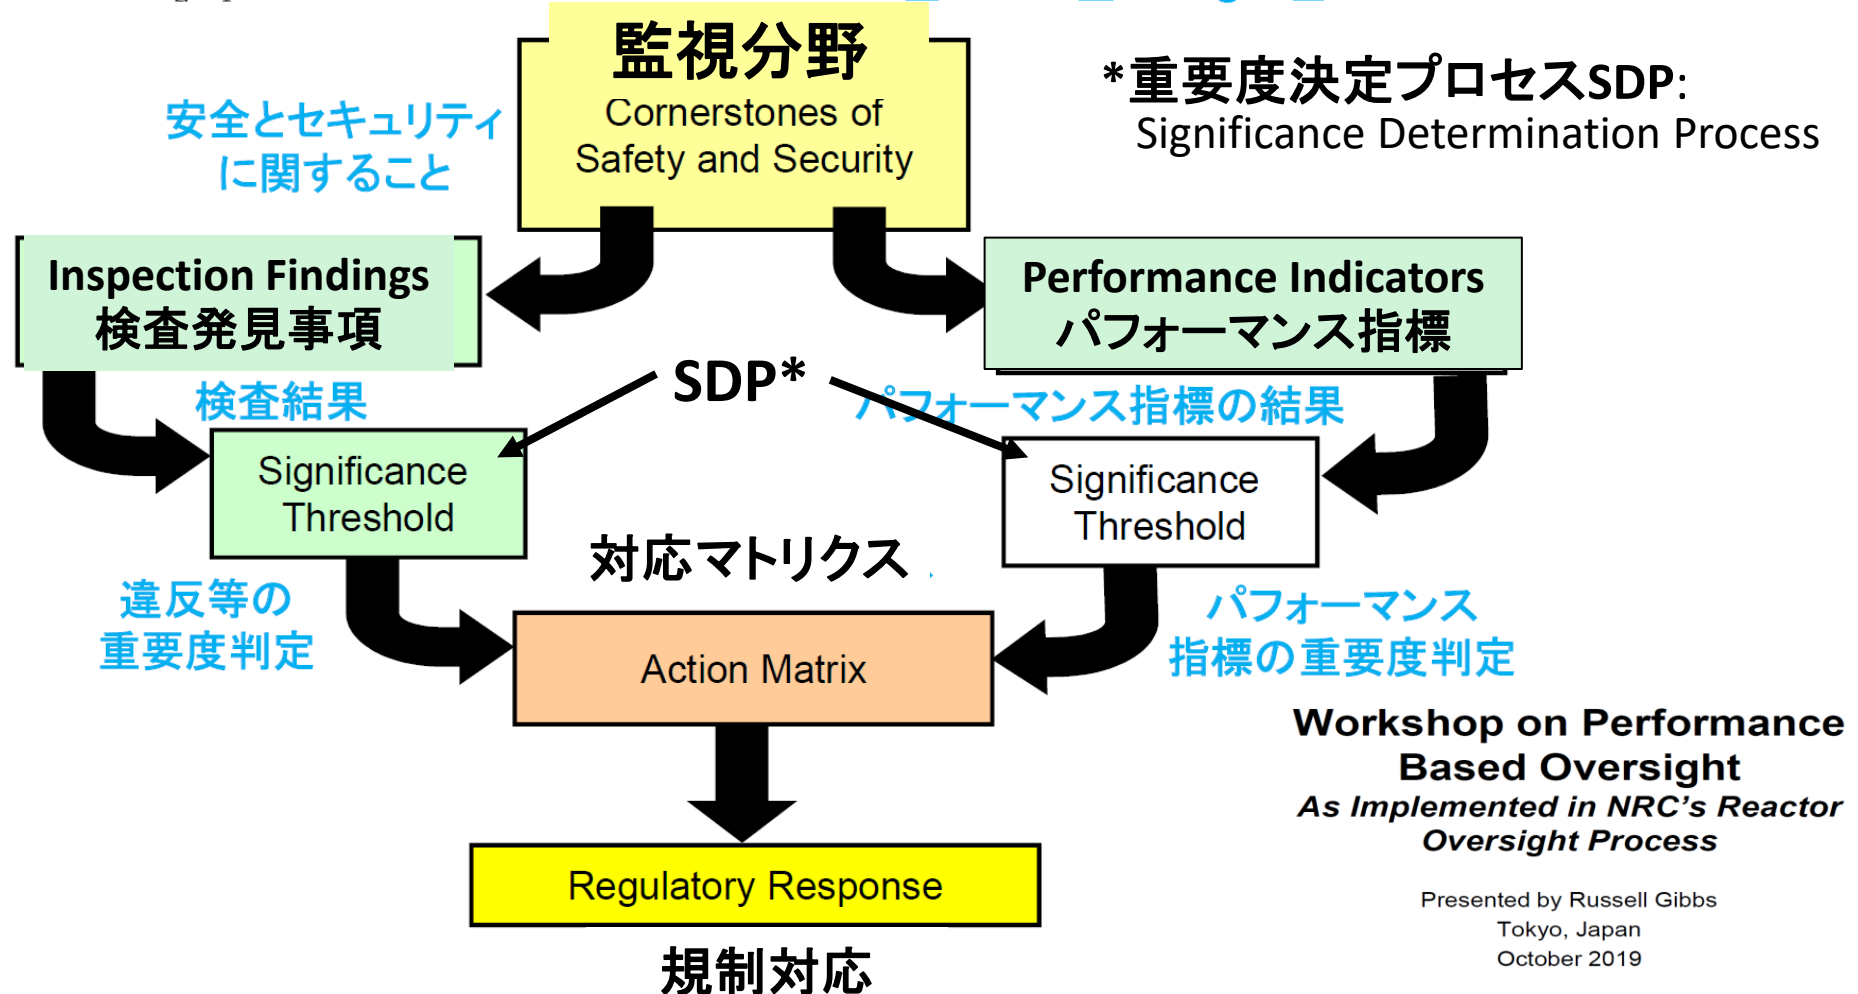 監視分野
Cornerstones of
Safety and Security
*重要度決定プロセスSDP:
Significance Determination Process
安全とセキュリティ
に関すること
Inspection Findings
検査発見事項
Performance Indicators
パフォーマンス指標
検査結果
SDP*
パフォーマンス指標の結果
Significance
Threshold
Significance
Threshold
対応マトリクス
違反等の
重要度判定
Action Matrix
パフォーマンス
指標の重要度判定
Regulatory Response
規制対応
Workshop on Performance
Based Oversight
As Implemented in NRC's Reactor
Oversight Process
Presented by Russell Gibbs
Tokyo, Japan
October 2019